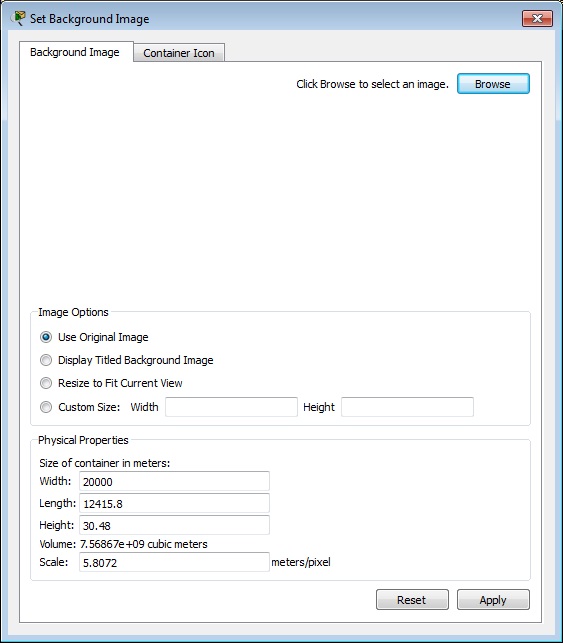 Set Background Image
Background Image Container Icon
Click Browse to select an image. Browse
Image Options
Use Original Image
Display Titled Background Image
Resize to Fit Current View
Custom Size: Width Height
Physical Properties
Size of container in meters:
Width: 20000
Length: 12415.8
Height: 30.48
Volume: 7.56867e+09 cubic meters
Scale: 5.8072 meters/pixel
Reset Apply